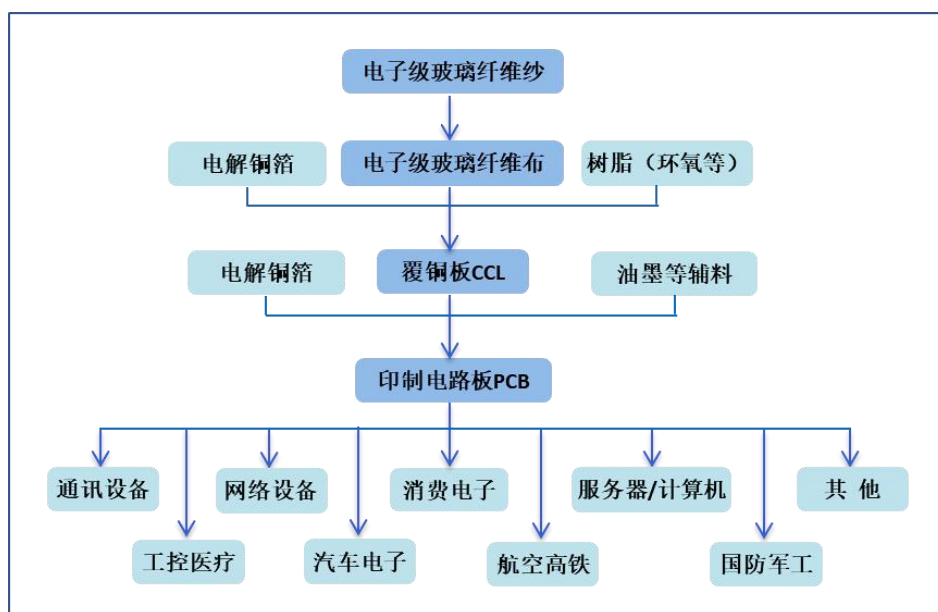 电子级玻璃纤维纱
电解铜箔
电子级玻璃纤维布
树脂（环氧等）
电解铜箔
覆铜板CCL
油墨等辅料
印制电路板PCB
通讯设备
网络设备
消费电子
服务器/计算机
其 他
工控医疗
汽车电子
航空高铁
国防军工